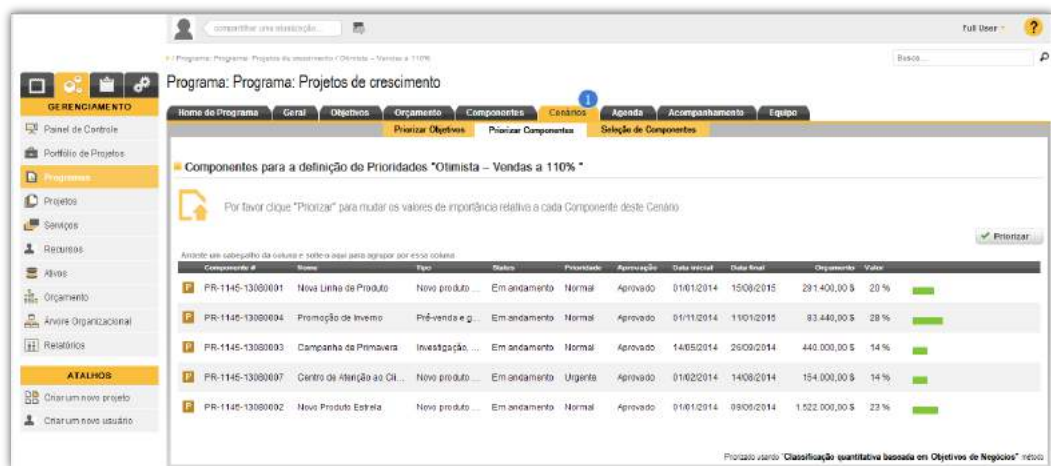 compartilhar uma atualização...
Full User
?
/ Programa: Programa: Projetos de crescimento / Otimista – Vendas a 110%
Busca...
Programa: Programa: Projetos de crescimento
GERENCIAMENTO
Painel de Controle
Portfólio de Projetos
Programas
Projetos
Serviços
Recursos
Ativos
Orçamento
Árvore Organizacional
Relatórios
ATALHOS
Criar um novo projeto
Criar um novo usuário
1
Home do Programa Geral Objetivos Orçamento Componentes Cenários Agenda Acompanhamento Equipo
Priorizar Objetivos Priorizar Componentes Seleção de Componentes
Componentes para a definição de Prioridades "Otimista – Vendas a 110% "
Por favor clique "Priorizar" para mudar os valores de importância relativa a cada Componente deste Cenário
Priorizar
Arraste um cabeçalho da coluna e solte-o aqui para agrupar por essa coluna
Componente # Nome Tipo Status Prioridade Aprovação Data inicial Data final Orçamento Valor
P PR-1145-13080001 Nova Linha de Produto Novo produto ... Em andamento Normal Aprovado 01/01/2014 15/08/2015 291.400,00 $ 20 %
P PR-1145-13080004 Promoção de Inverno Pré-venda e g... Em andamento Normal Aprovado 01/11/2014 11/01/2015 83.440,00 $ 28 %
P PR-1145-13080003 Campanha de Primavera Investigação, ... Em andamento Normal Aprovado 14/05/2014 26/09/2014 440.000,00 $ 14 %
P PR-1145-13080007 Centro de Atenção ao Cli... Novo produto ... Em andamento Urgente Aprovado 01/02/2014 14/08/2014 154.000,00 $ 14 %
P PR-1145-13080002 Novo Produto Estrela Novo produto ... Em andamento Normal Aprovado 01/01/2014 09/06/2014 1.522.000,00 $ 23 %
Priorizado usando "Classificação quantitativa baseada em Objetivos de Negócios" método